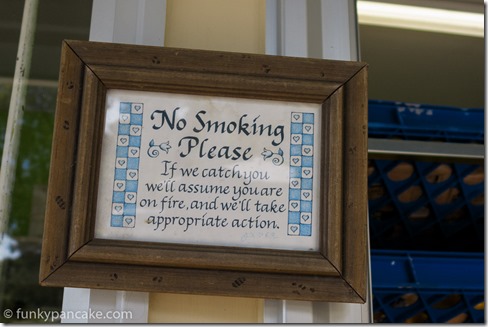 No Smoking
Please
If we catch you
we'll assume you are
on fire, and we'll take
appropriate action.
© funkypancake.com